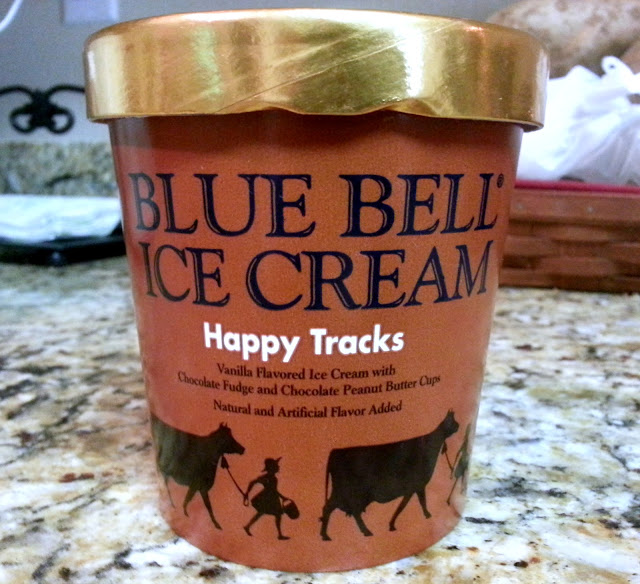 BLUE BELL®
ICE CREAM
Happy Tracks
Vanilla Flavored Ice Cream with
Chocolate Fudge and Chocolate Peanut Butter Cups
Natural and Artificial Flavor Added